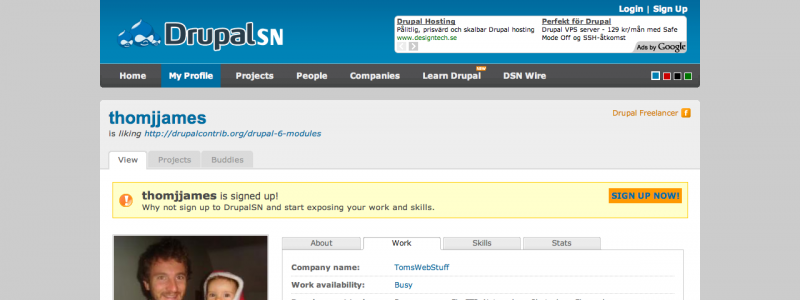 Login | Sign Up
DrupalSN
Drupal Hosting
Pålitlig, prisvärd och skalbar Drupal hosting
www.designtech.se
Perfekt för Drupal
Drupal VPS server - 129 kr/mån med Safe
Mode Off og SSH-åtkomst
Ads by Google
Home My Profile Projects People Companies Learn Drupal DSN Wire
thomjjames
is liking http://drupalcontrib.org/drupal-6-modules
Drupal Freelancer f
View Projects Buddies
thomjjames is signed up!
Why not sign up to DrupalSN and start exposing your work and skills.
SIGN UP NOW!
About Work Skills Stats
Company name: TomsWebStuff
Work availability: Busy